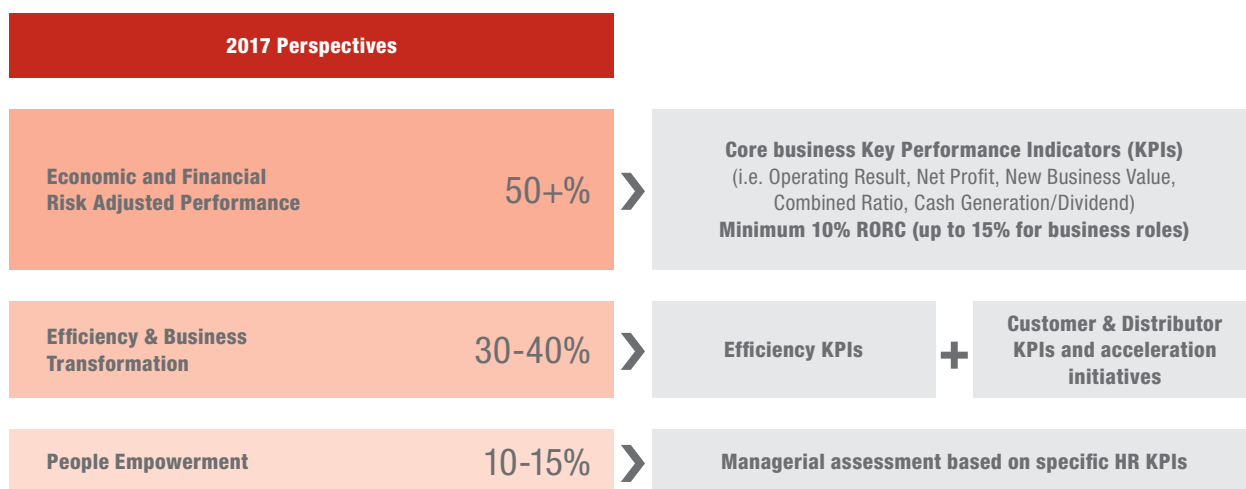 2017 Perspectives
Economic and Financial
Risk Adjusted Performance
50+%
Core business Key Performance Indicators (KPIs)
(i.e. Operating Result, Net Profit, New Business Value,
Combined Ratio, Cash Generation/Dividend)
Minimum 10% RORC (up to 15% for business roles)
Efficiency & Business
Transformation
30-40%
Efficiency KPIs
+
Customer & Distributor
KPIs and acceleration
initiatives
People Empowerment
10-15%
Managerial assessment based on specific HR KPIs